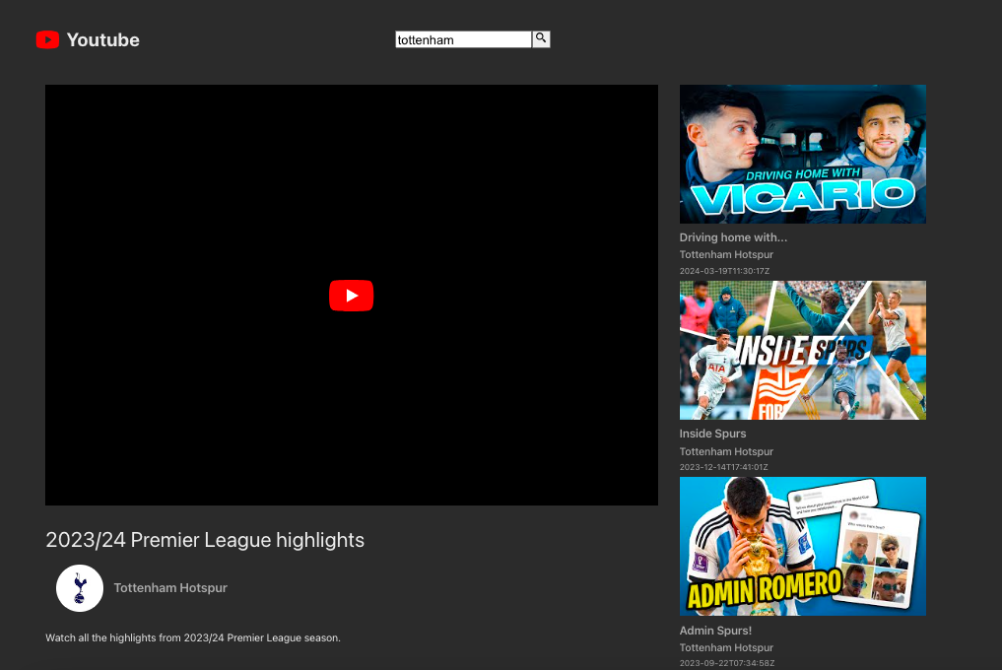 Youtube
tottenham
DRIVING HOME WITH
VICARIO
Driving home with...
Tottenham Hotspur
2024-03-19T11:30:17Z
INSIDE SPURS
AIA
FOR
Inside Spurs
Tottenham Hotspur
2023-12-14T17:41:01Z
ADMIN ROMERO
Admin Spurs!
Tottenham Hotspur
2023-09-22T07:34:58Z
2023/24 Premier League highlights
Tottenham Hotspur
Watch all the highlights from 2023/24 Premier League season.